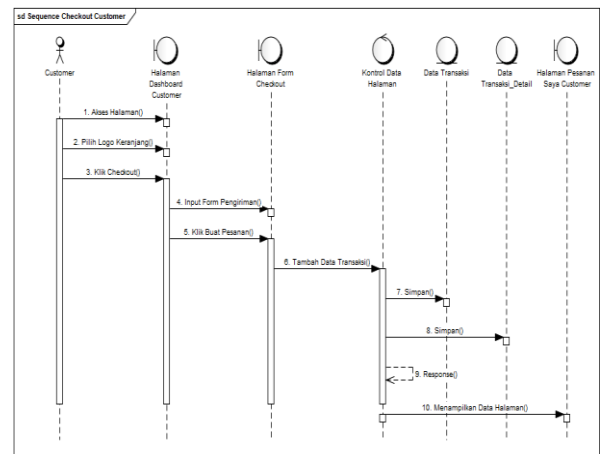 sd Sequence Checkout Customer
Customer
Halaman
Dashboard
Customer
Halaman Form
Checkout
Kontrol Data
Halaman
Data Transaksi
Data
Transaksi_Detail
Halaman Pesanan
Saya Customer
1. Akses Halaman()
2. Pilih Logo Keranjang()
3. Klik Checkout()
4. Input Form Pengiriman()
5. Klik Buat Pesanan()
6. Tambah Data Transaksi()
7. Simpan()
8. Simpan()
9. Response()
10. Menampilkan Data Halaman()